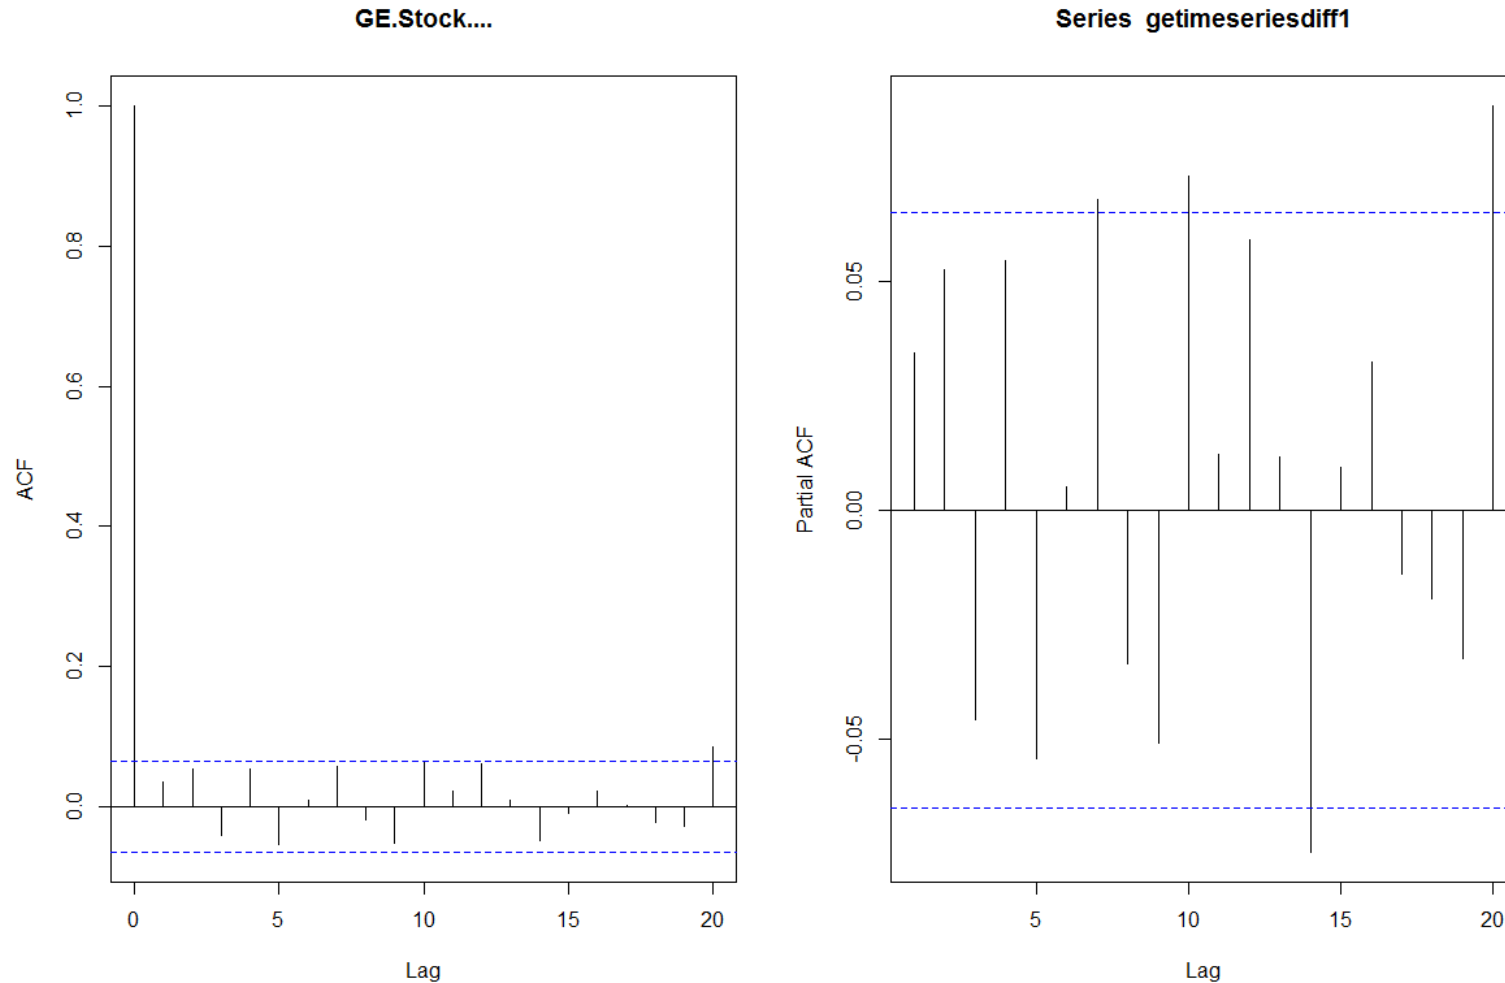 GE.Stock....
ACF
1.0
0.8
0.6
0.4
0.2
0.0
0 5 10 15 20
Lag
Series getimeseriesdiff1
Partial ACF
0.05
0.00
-0.05
5 10 15 20
Lag